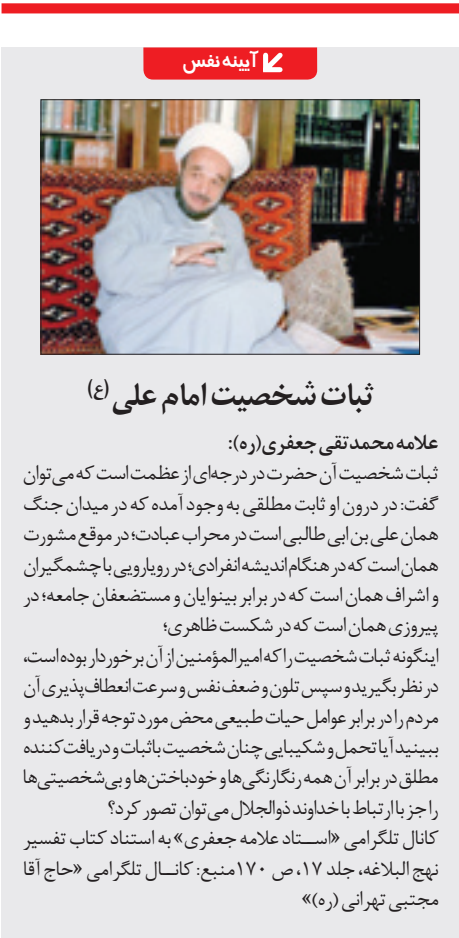 آیینه نفس
ثبات شخصیت امام علی (ع)
علامه محمدتقی جعفری(ره):
ثبات شخصیت آن حضرت در درجه‌ای از عظمت است که می‌توان
گفت: در درون او ثابت مطلقی به وجود آمده که در میدان جنگ
همان علی بن ابی طالبی است در محراب عبادت؛ در موقع مشورت
همان است که در هنگام اندیشه انفرادی؛ در رویارویی با چشمگیران
و اشراف همان است که در برابر بینوایان و مستضعفان جامعه؛ در
پیروزی همان است که در شکست ظاهری؛
اینگونه ثبات شخصیت را که امیرالمؤمنین از آن برخوردار بوده است،
در نظر بگیرید و سپس تلون و ضعف نفس و سرعت انعطاف‌پذیری آن
مردم را در برابر عوامل حیات طبیعی محض مورد توجه قرار بدهید و
ببینید آیا تحمل و شکیبایی چنان شخصیت باثبات و دریافت‌کننده
مطلق در برابر آن همه رنگارنگی‌ها و خودباختن‌ها و بی‌شخصیتی‌ها
را جز با ارتباط با خداوند ذوالجلال می‌توان تصور کرد؟
کانال تلگرامی «اســتاد علامه جعفری» به استناد کتاب تفسیر
نهج البلاغه، جلد ۱۷، ص ۱۷۰منبع: کانــال تلگرامی «حاج آقا
مجتبی تهرانی (ره)»